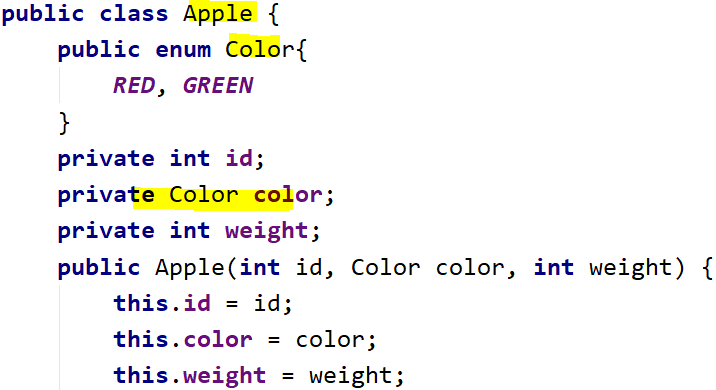 public class Apple {
public enum Color{
RED, GREEN
}
private int id;
private Color color;
private int weight;
public Apple(int id, Color color, int weight) {
this.id = id;
this.color = color;
this.weight = weight;